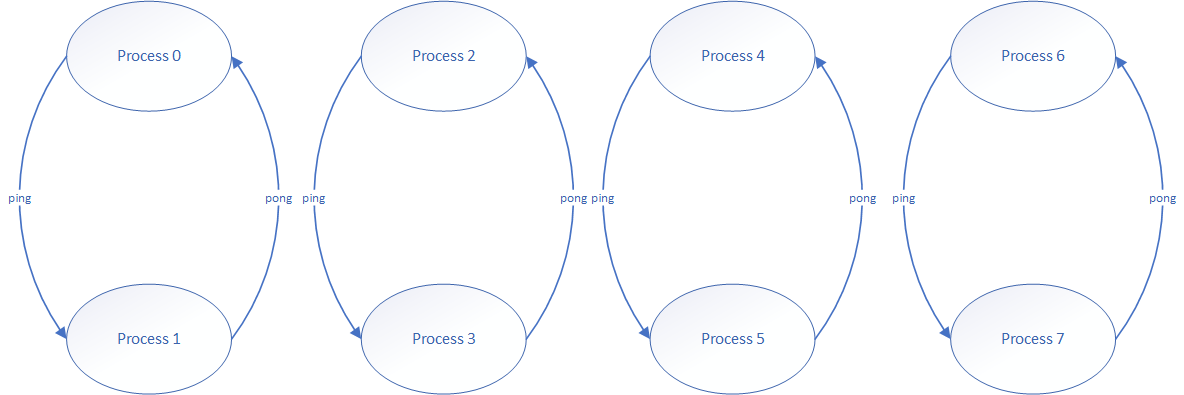 Process 0
Process 2
Process 4
Process 6
ping
pong
ping
pong
ping
pong
ping
pong
Process 1
Process 3
Process 5
Process 7